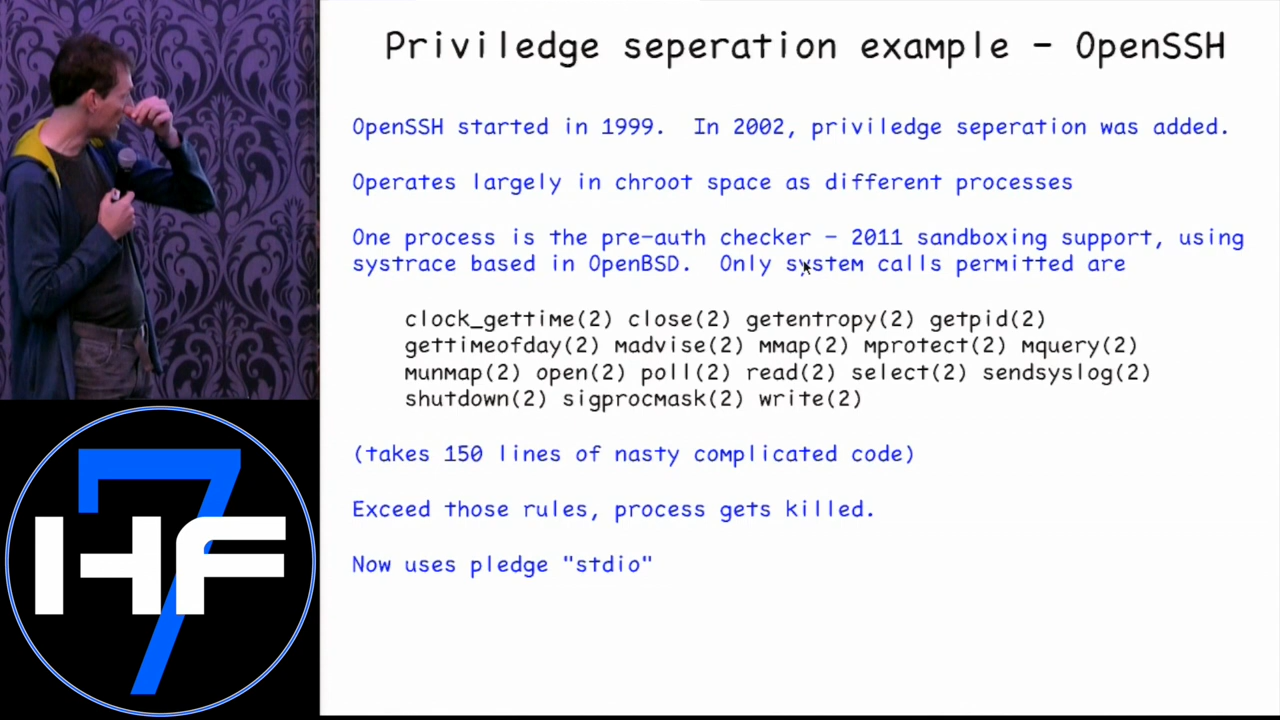 Priviledge seperation example - OpenSSH
OpenSSH started in 1999. In 2002, priviledge seperation was added.
Operates largely in chroot space as different processes
One process is the pre-auth checker - 2011 sandboxing support, using
systrace based in OpenBSD. Only system calls permitted are
clock_gettime(2) close(2) getentropy(2) getpid(2)
gettimeofday(2) madvise(2) mmap(2) mprotect(2) mquery(2)
munmap(2) open(2) poll(2) read(2) select(2) sendsyslog(2)
shutdown(2) sigprocmask(2) write(2)
(takes 150 lines of nasty complicated code)
Exceed those rules, process gets killed.
Now uses pledge "stdio"
7
HF